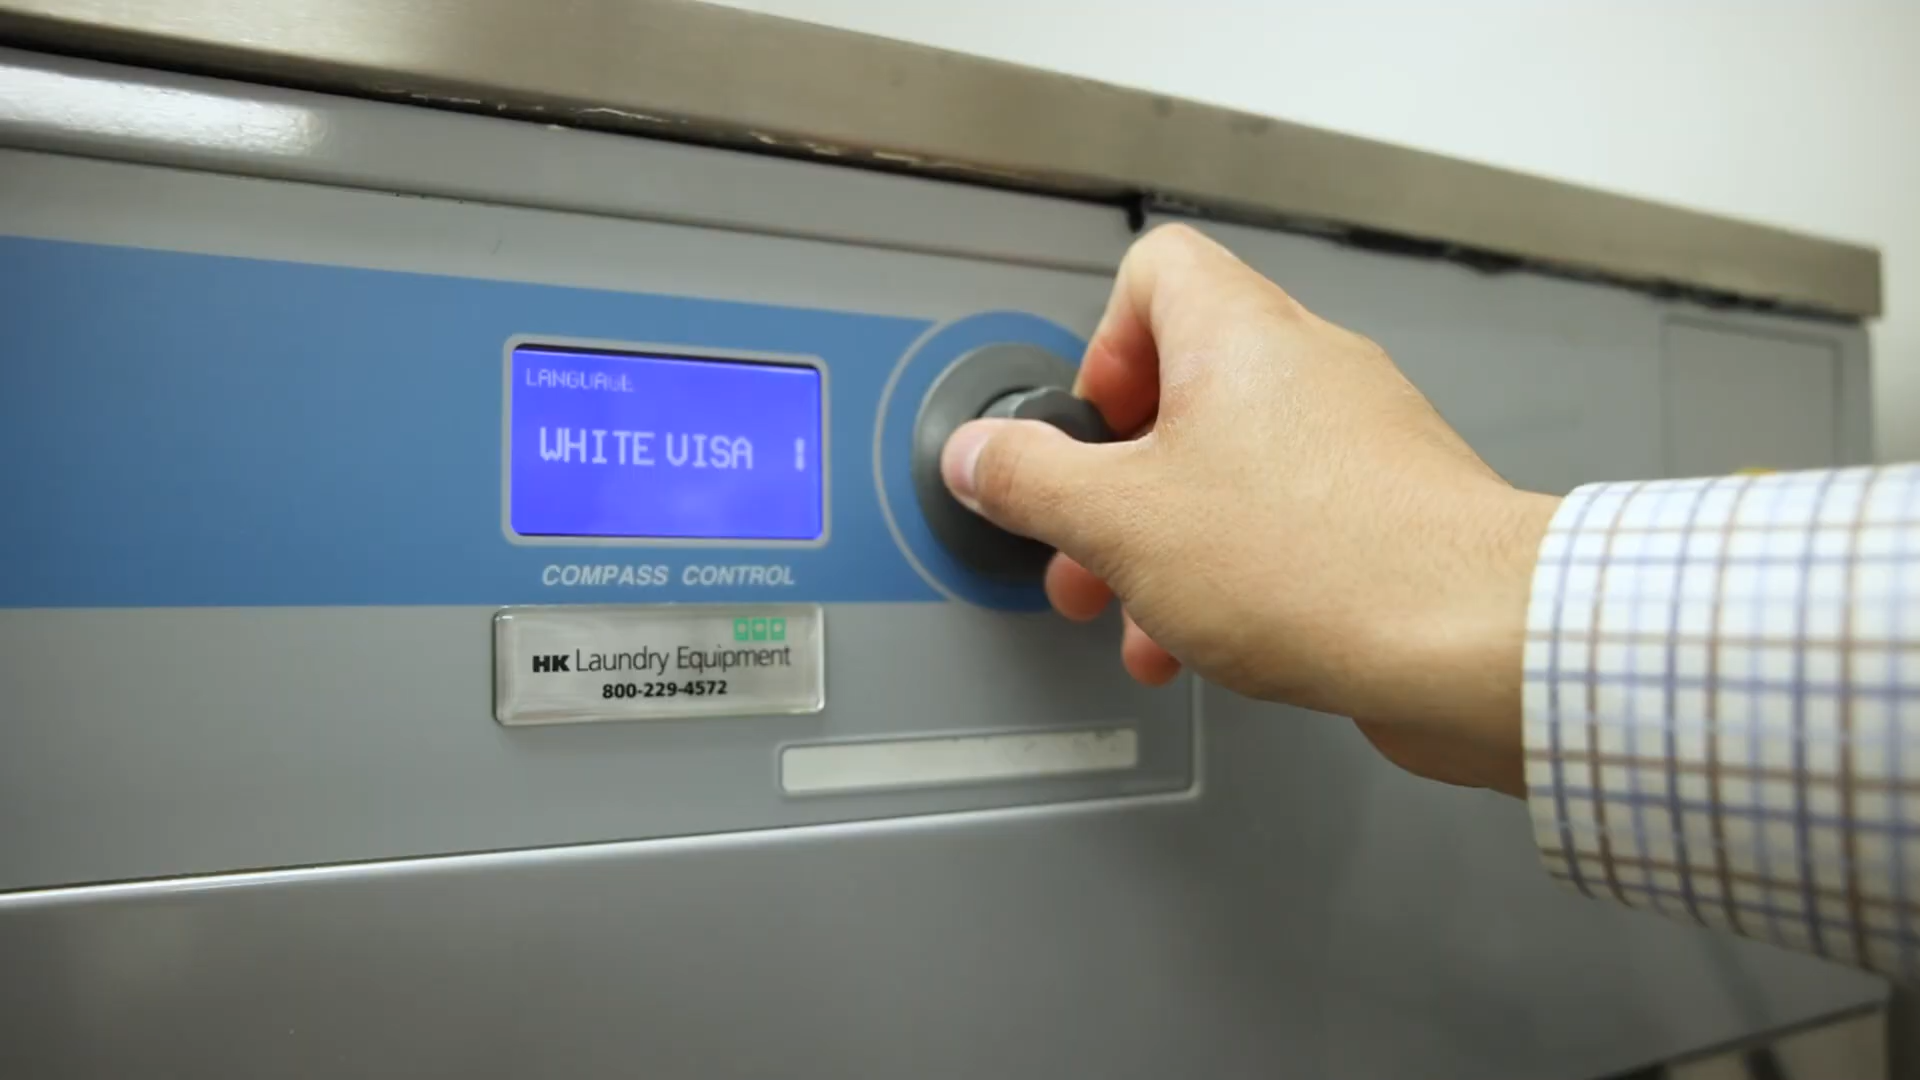 LANGUAGE
WHITE VISA
COMPASS CONTROL
HK Laundry Equipment
800-229-4572